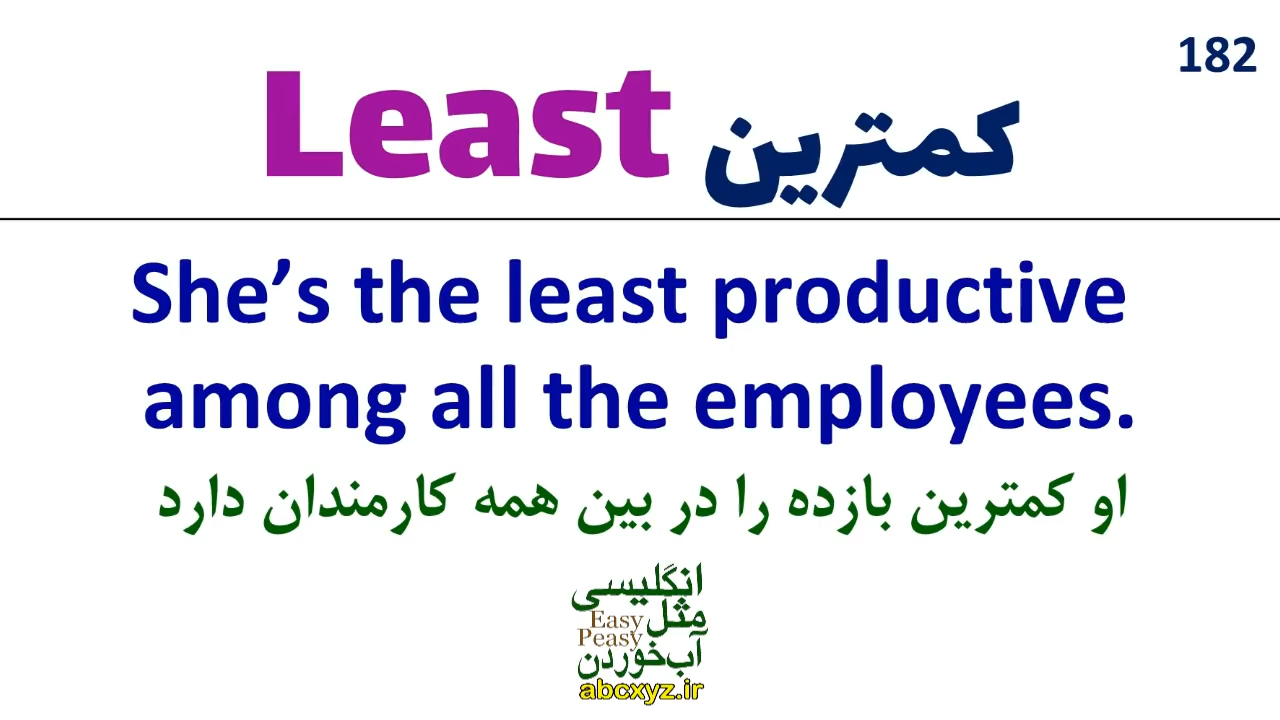 182
Least کمترین
She’s the least productive
among all the employees.
او کمترین بازده را در بین همه کارمندان دارد
انگلیسی
مثل Easy
Peasy
آب‌خوردن
abcxyz.ir